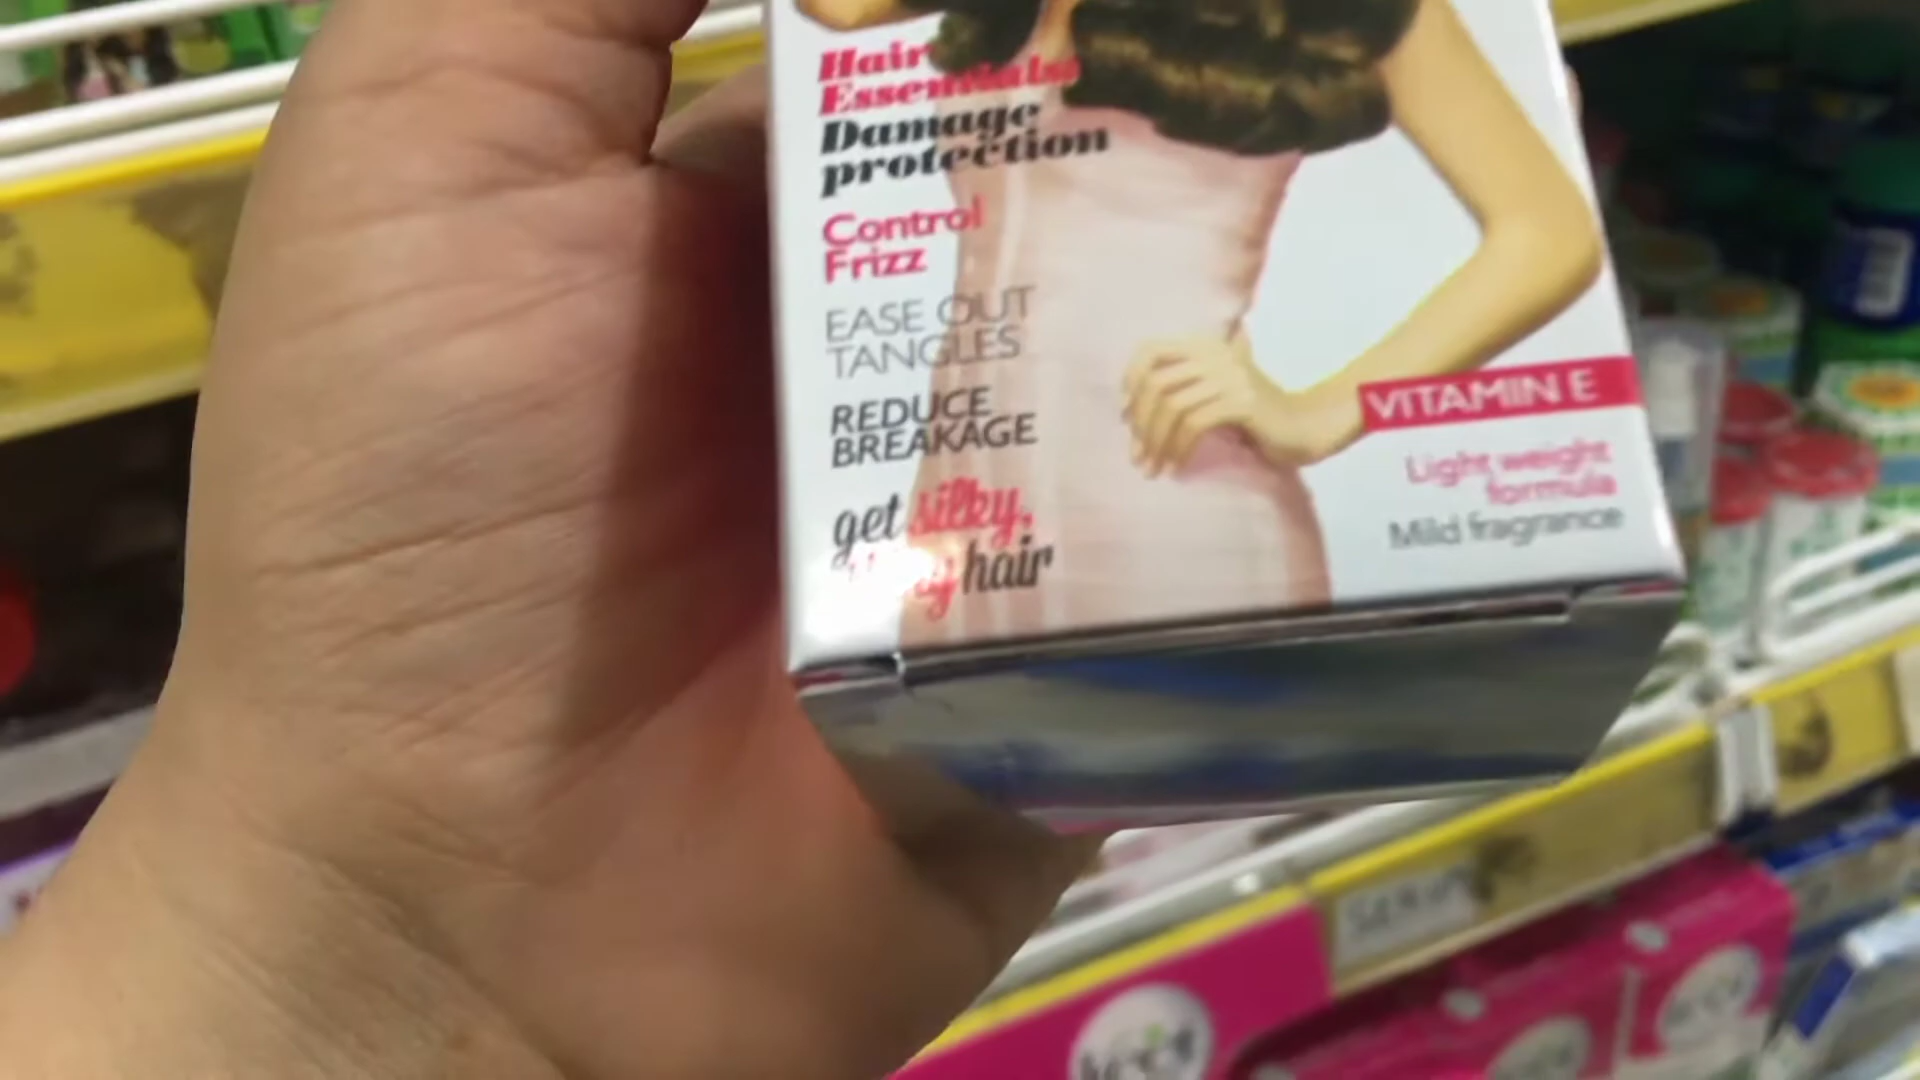 Hair
Essentials
Damage
protection
Control
Frizz
EASE OUT
TANGLES
REDUCE
BREAKAGE
get silky,
hair
VITAMIN E
Light weight
formula
Mild fragrance